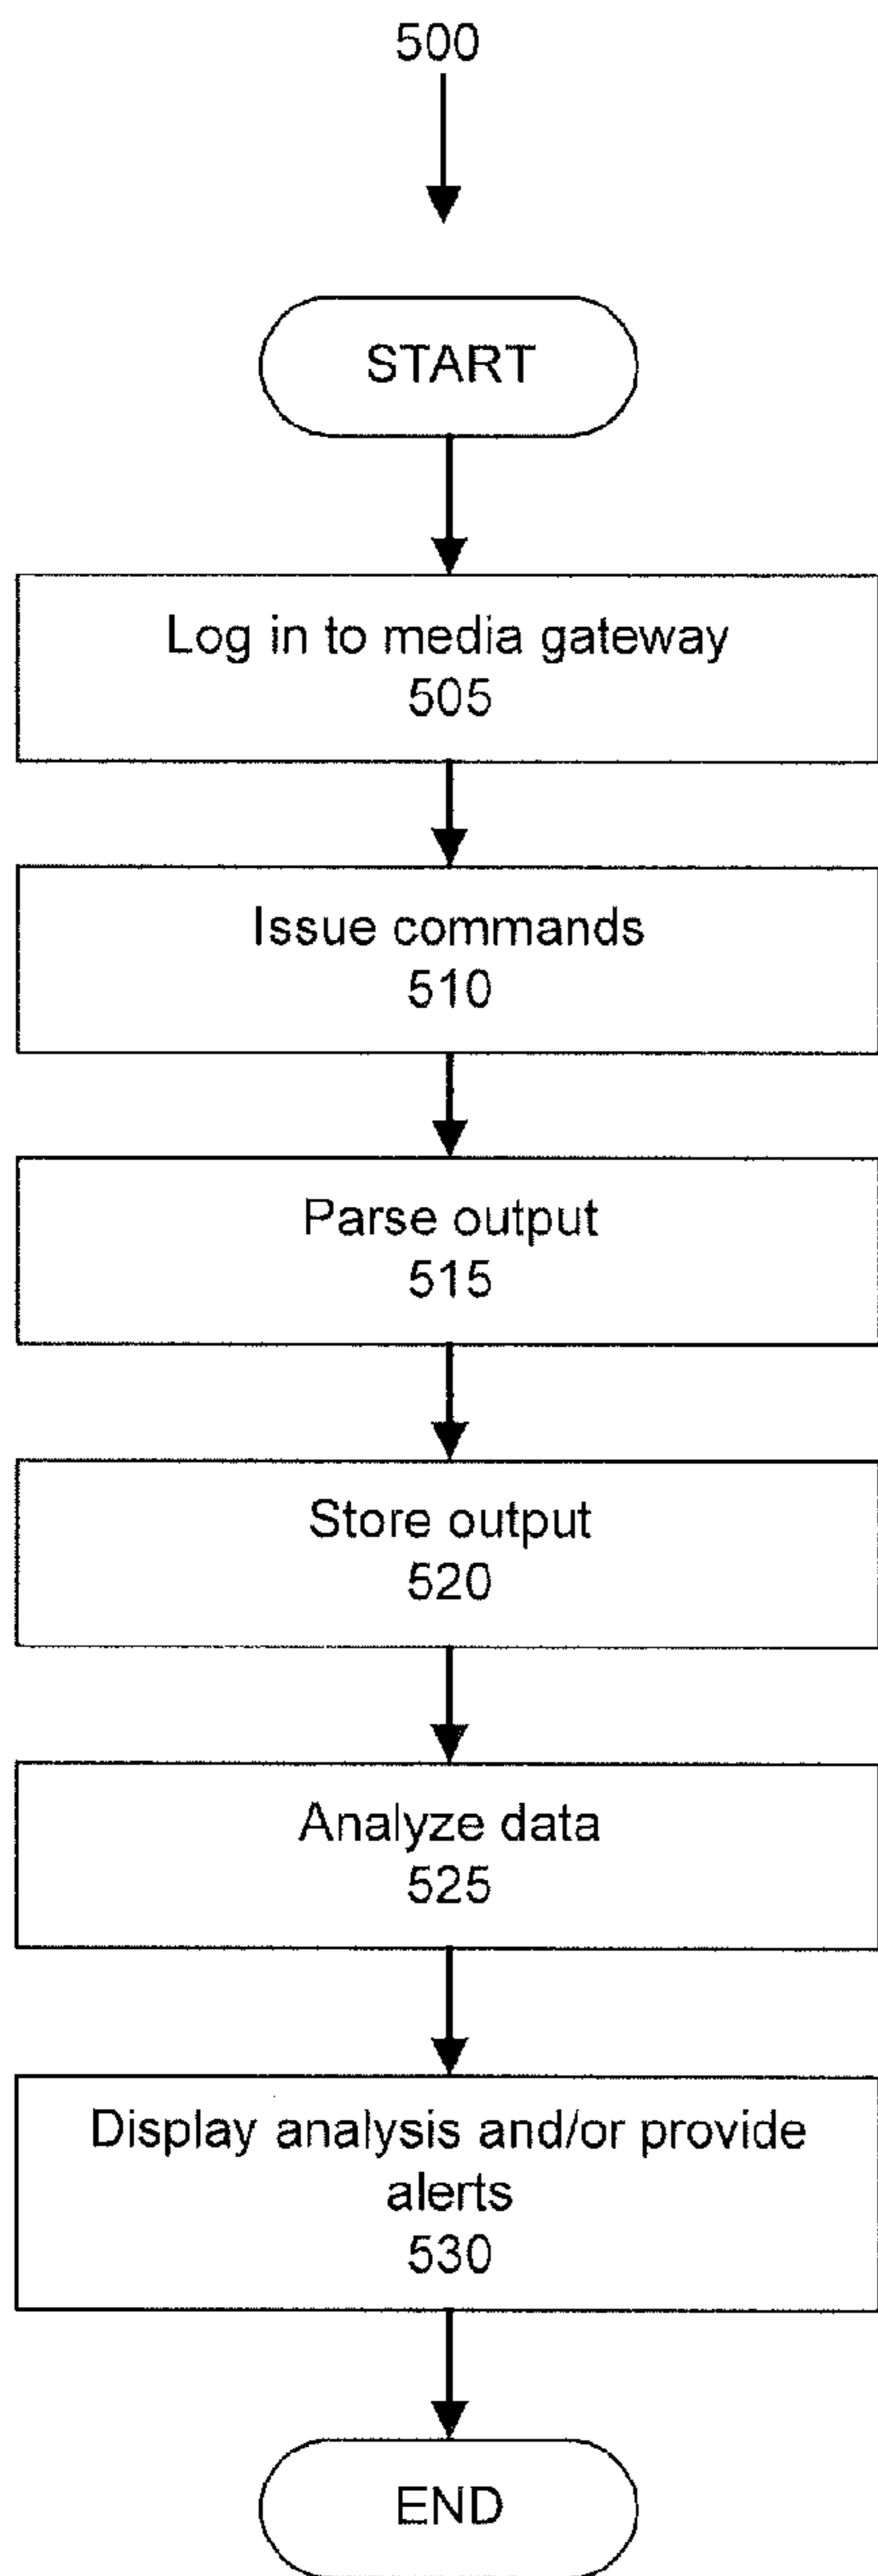 500
START
Log in to media gateway
505
Issue commands
510
Parse output
515
Store output
520
Analyze data
525
Display analysis and/or provide
alerts
530
END